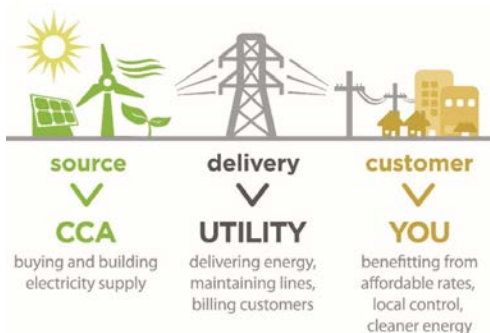 source
CCA
buying and building
electricity supply
delivery
UTILITY
delivering energy,
maintaining lines,
billing customers
customer
YOU
benefitting from
affordable rates,
local control,
cleaner energy